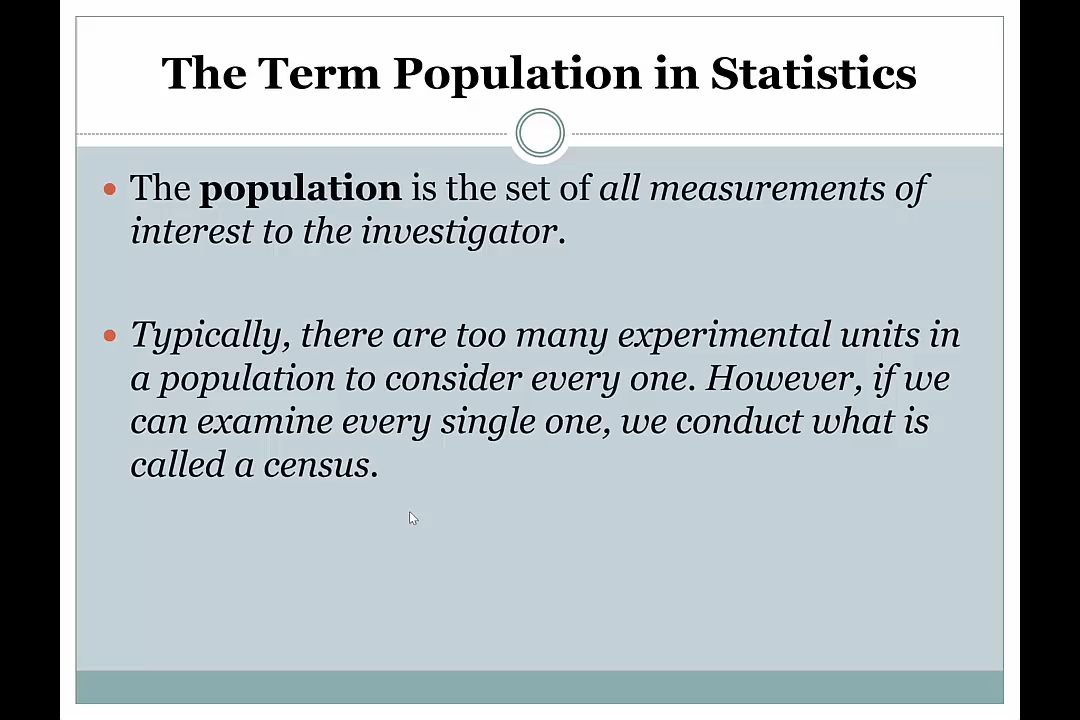 The Term Population in Statistics
The population is the set of all measurements of
interest to the investigator.
Typically, there are too many experimental units in
a population to consider every one. However, if we
can examine every single one, we conduct what is
called a census.